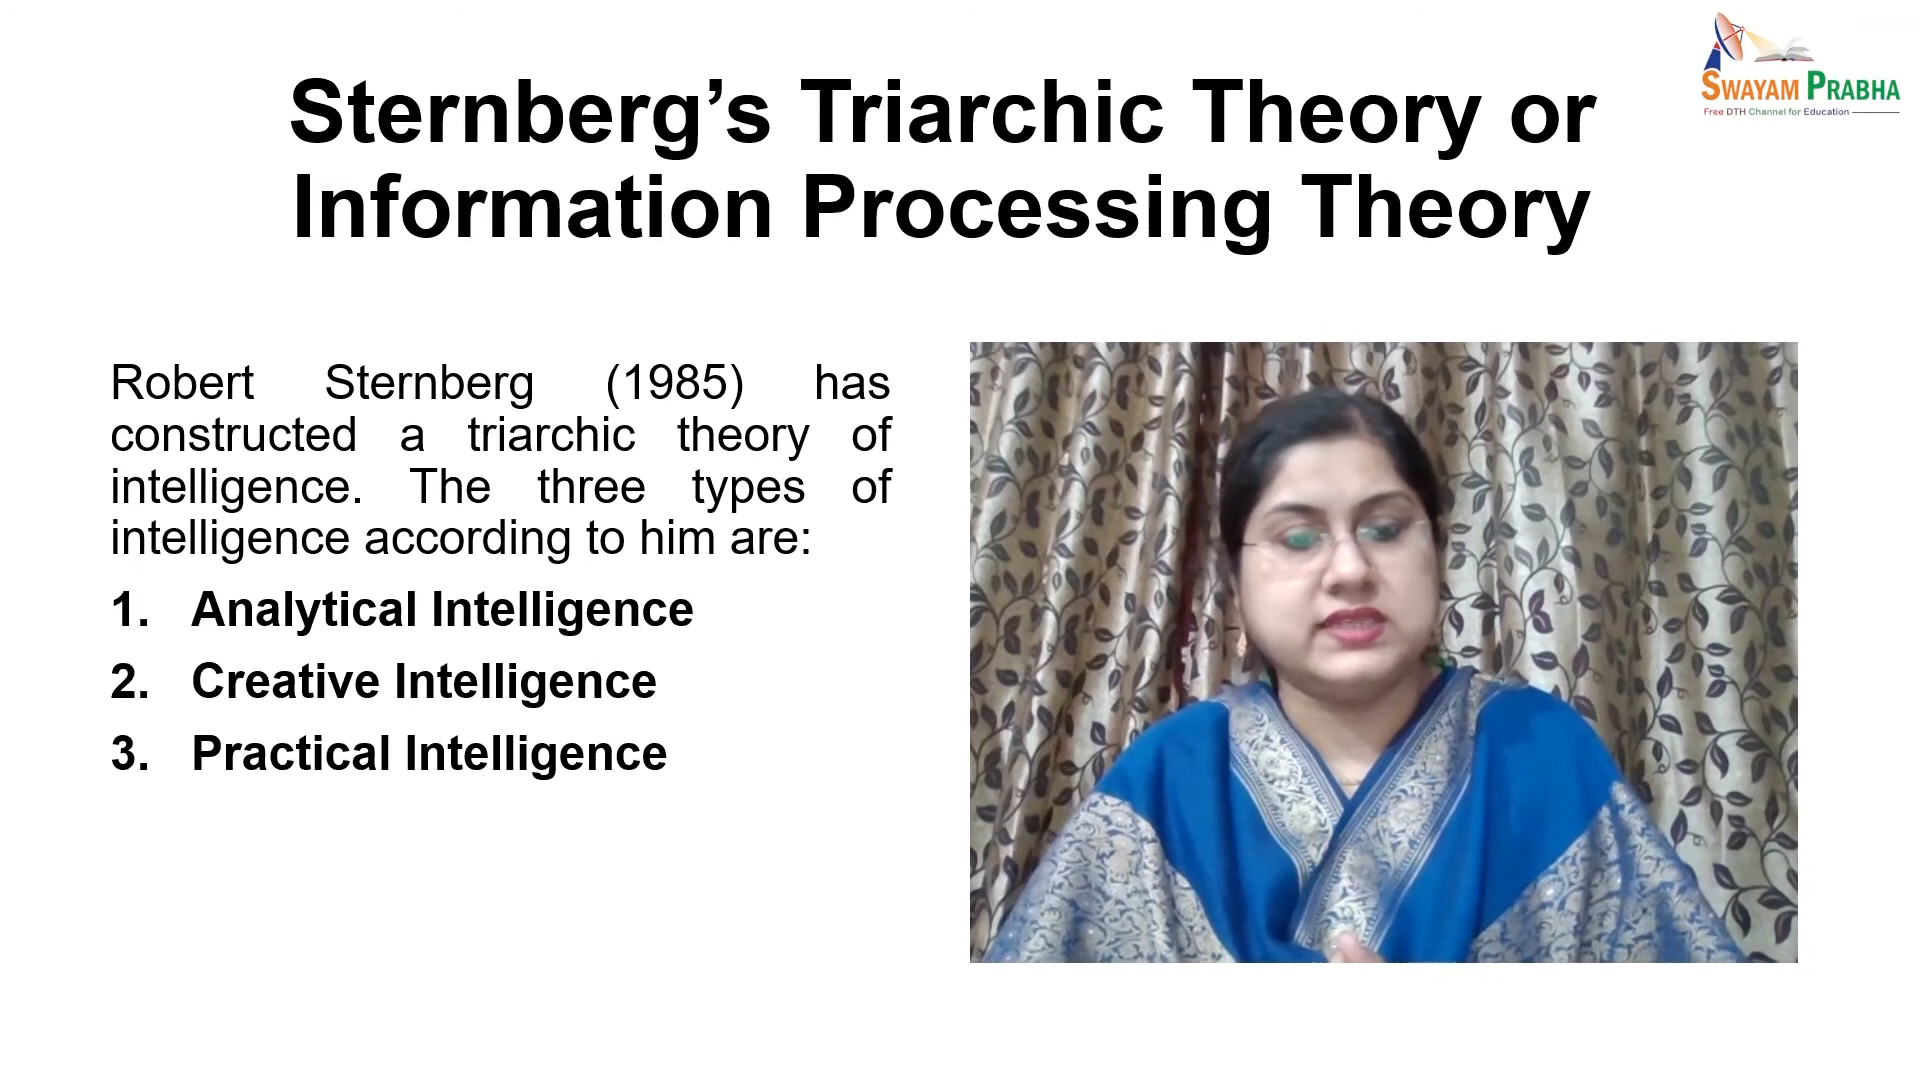 SWAYAM PRABHA
Free DTH Channel for Education
Sternberg’s Triarchic Theory or
Information Processing Theory
Robert Sternberg (1985) has
constructed a triarchic theory of
intelligence. The three types of
intelligence according to him are:
1. Analytical Intelligence
2. Creative Intelligence
3. Practical Intelligence